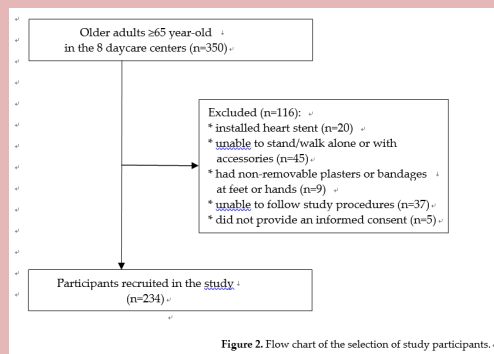 Older adults ≥65 year-old
in the 8 daycare centers (n=350)
Excluded (n=116):
* installed heart stent (n=20)
* unable to stand/walk alone or with
accessories (n=45)
* had non-removable plasters or bandages
at feet or hands (n=9)
* unable to follow study procedures (n=37)
* did not provide an informed consent (n=5)
Participants recruited in the study
(n=234)
Figure 2. Flow chart of the selection of study participants.